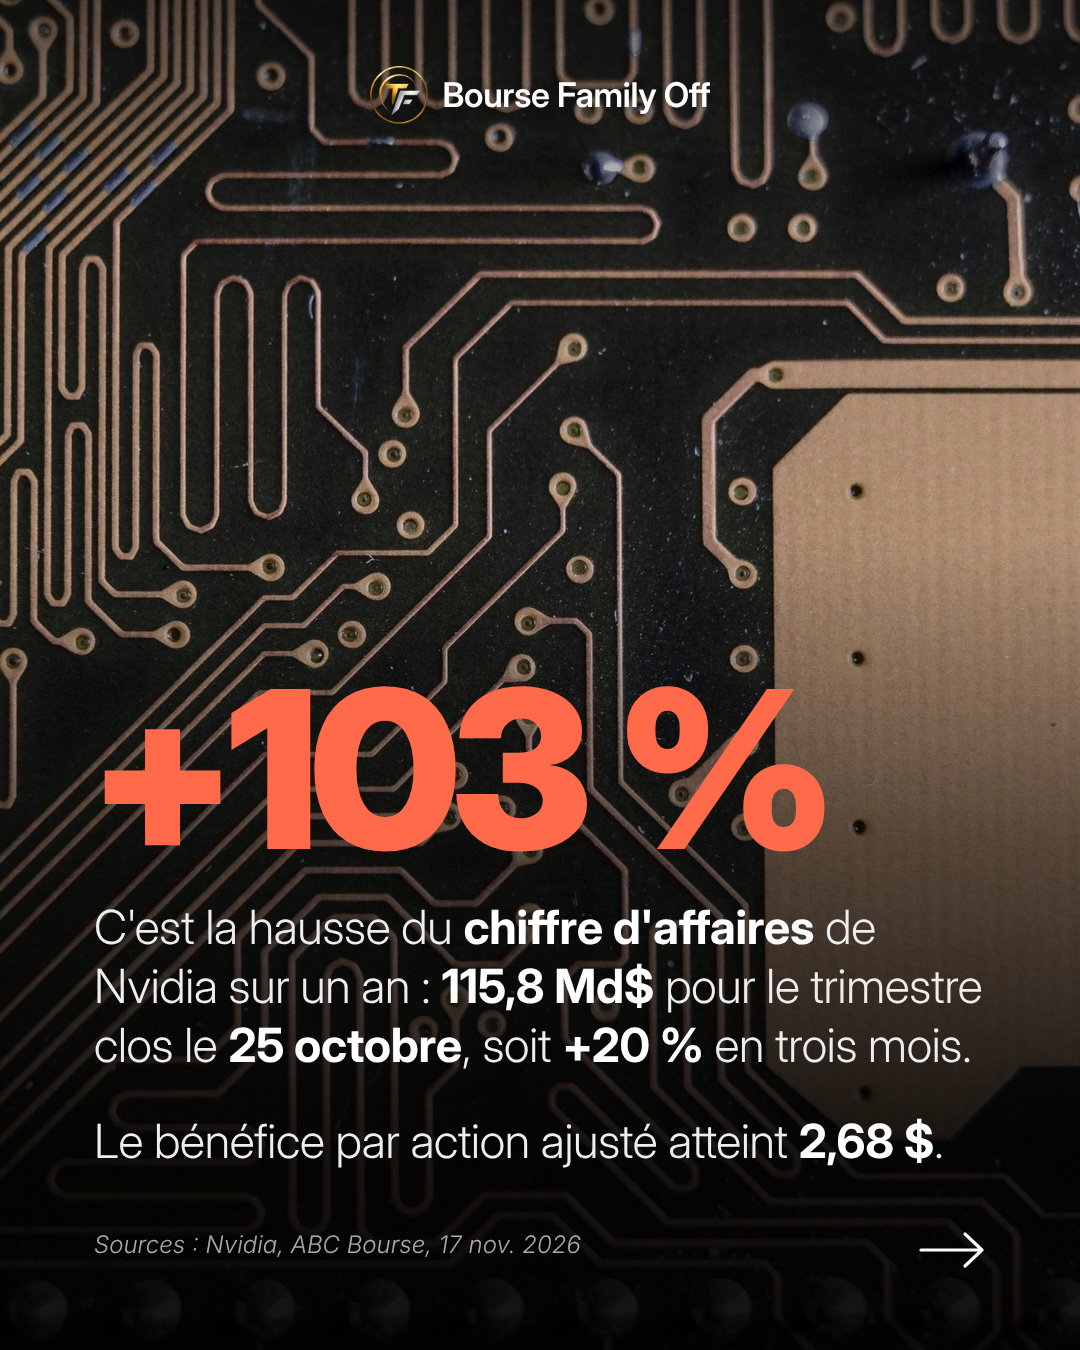 Bourse Family Off
+103 %
C'est la hausse du chiffre d'affaires de
Nvidia sur un an : 115,8 Md$ pour le trimestre
clos le 25 octobre, soit +20 % en trois mois.
Le bénéfice par action ajusté atteint 2,68 $.
Sources : Nvidia, ABC Bourse, 17 nov. 2026